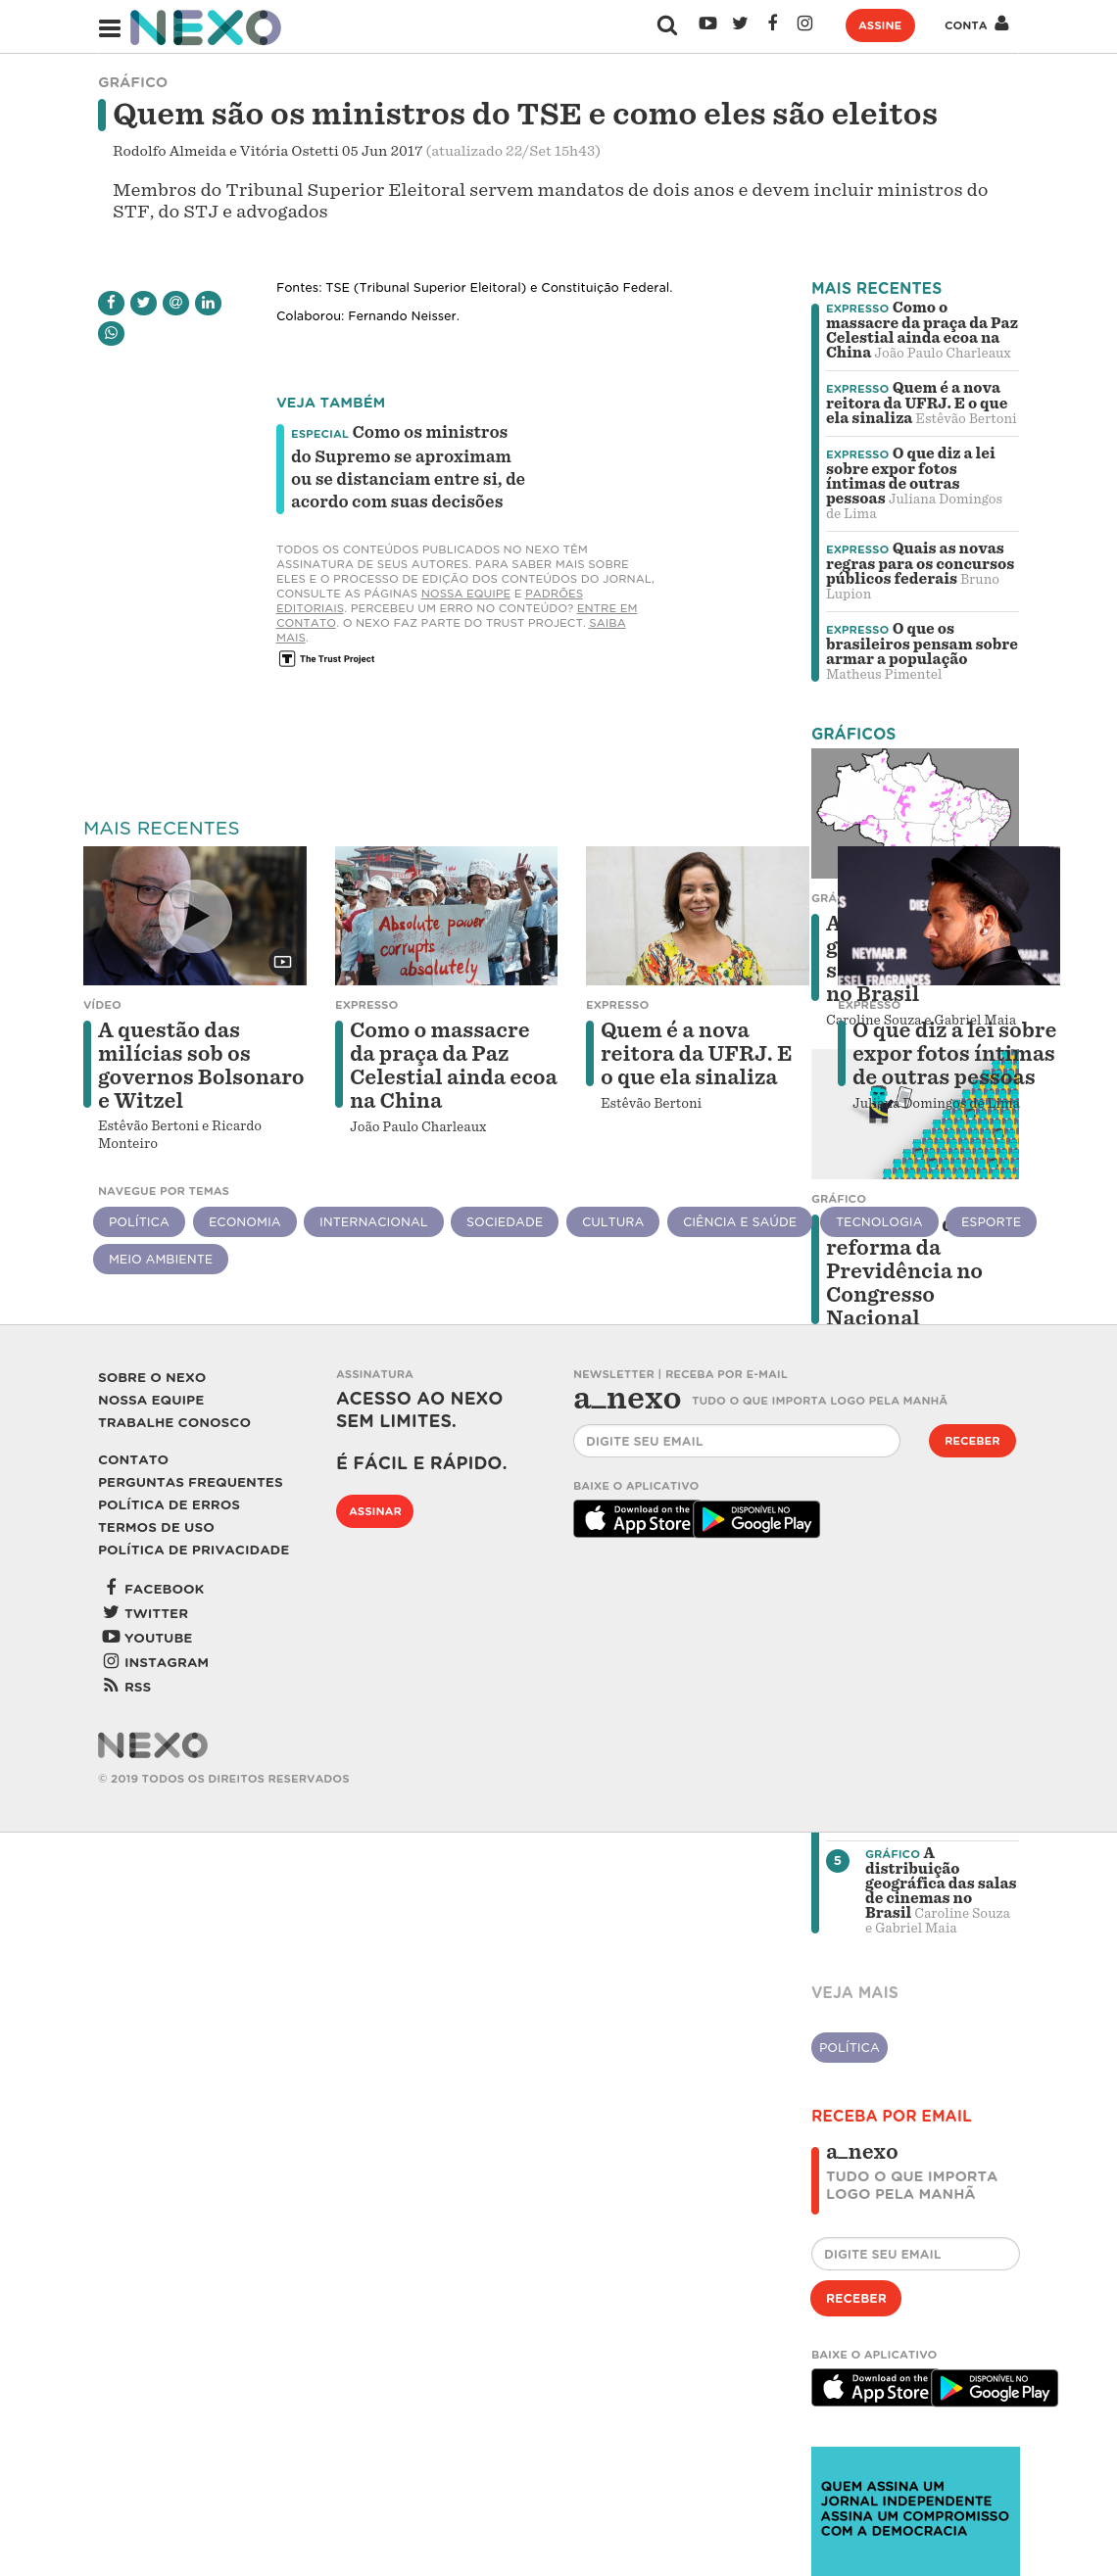 NEXO
ASSINE
CONTA
GRÁFICO
Quem são os ministros do TSE e como eles são eleitos
Rodolfo Almeida e Vitória Ostetti 05 Jun 2017 (atualizado 22/Set 15h43)
Membros do Tribunal Superior Eleitoral servem mandatos de dois anos e devem incluir ministros do
STF, do STJ e advogados
Fontes: TSE (Tribunal Superior Eleitoral) e Constituição Federal.
Colaborou: Fernando Neisser.
VEJA TAMBÉM
ESPECIAL Como os ministros
do Supremo se aproximam
ou se distanciam entre si, de
acordo com suas decisões
TODOS OS CONTEÚDOS PUBLICADOS NO NEXO TÊM
ASSINATURA DE SEUS AUTORES. PARA SABER MAIS SOBRE
ELES E O PROCESSO DE EDIÇÃO DOS CONTEÚDOS DO JORNAL,
CONSULTE AS PÁGINAS NOSSA EQUIPE E PADRÕES
EDITORIAIS. PERCEBEU UM ERRO NO CONTEÚDO? ENTRE EM
CONTATO. O NEXO FAZ PARTE DO TRUST PROJECT. SAIBA
MAIS.
T The Trust Project
MAIS RECENTES
EXPRESSO Como o
massacre da praça da Paz
Celestial ainda ecoa na
China João Paulo Charleaux
EXPRESSO Quem é a nova
reitora da UFRJ. E o que
ela sinaliza Estêvão Bertoni
EXPRESSO O que diz a lei
sobre expor fotos
íntimas de outras
pessoas Juliana Domingos
de Lima
EXPRESSO Quais as novas
regras para os concursos
públicos federais Bruno
Lupion
EXPRESSO O que os
brasileiros pensam sobre
armar a população
Matheus Pimentel
GRÁFICOS
no Brasil
Caroline Souza e Gabriel Maia
GRÁFICO
reforma da
Previdência no
Congresso
Nacional
MAIS RECENTES
Absolute power
corrupts
absolutely
NEYMAR JR
X
SEL FRAGRANCES
VÍDEO
A questão das
milícias sob os
governos Bolsonaro
e Witzel
Estêvão Bertoni e Ricardo
Monteiro
EXPRESSO
Como o massacre
da praça da Paz
Celestial ainda ecoa
na China
João Paulo Charleaux
EXPRESSO
Quem é a nova
reitora da UFRJ. E
o que ela sinaliza
Estêvão Bertoni
EXPRESSO
O que diz a lei sobre
expor fotos íntimas
de outras pessoas
Juliana Domingos de Lima
NAVEGUE POR TEMAS
POLÍTICA
ECONOMIA
INTERNACIONAL
SOCIEDADE
CULTURA
CIÊNCIA E SAÚDE
TECNOLOGIA
ESPORTE
MEIO AMBIENTE
SOBRE O NEXO
NOSSA EQUIPE
TRABALHE CONOSCO
CONTATO
PERGUNTAS FREQUENTES
POLÍTICA DE ERROS
TERMOS DE USO
POLÍTICA DE PRIVACIDADE
FACEBOOK
TWITTER
YOUTUBE
INSTAGRAM
RSS
ASSINATURA
ACESSO AO NEXO
SEM LIMITES.
É FÁCIL E RÁPIDO.
ASSINAR
NEWSLETTER | RECEBA POR E-MAIL
a_nexo TUDO O QUE IMPORTA LOGO PELA MANHÃ
DIGITE SEU EMAIL
RECEBER
BAIXE O APLICATIVO
Download on the
App Store
DISPONÍVEL NO
Google Play
NEXO
© 2019 TODOS OS DIREITOS RESERVADOS
5
GRÁFICO A
distribuição
geográfica das salas
de cinemas no
Brasil Caroline Souza
e Gabriel Maia
VEJA MAIS
POLÍTICA
RECEBA POR EMAIL
a_nexo
TUDO O QUE IMPORTA
LOGO PELA MANHÃ
DIGITE SEU EMAIL
RECEBER
BAIXE O APLICATIVO
Download on the
App Store
DISPONÍVEL NO
Google Play
QUEM ASSINA UM
JORNAL INDEPENDENTE
ASSINA UM COMPROMISSO
COM A DEMOCRACIA